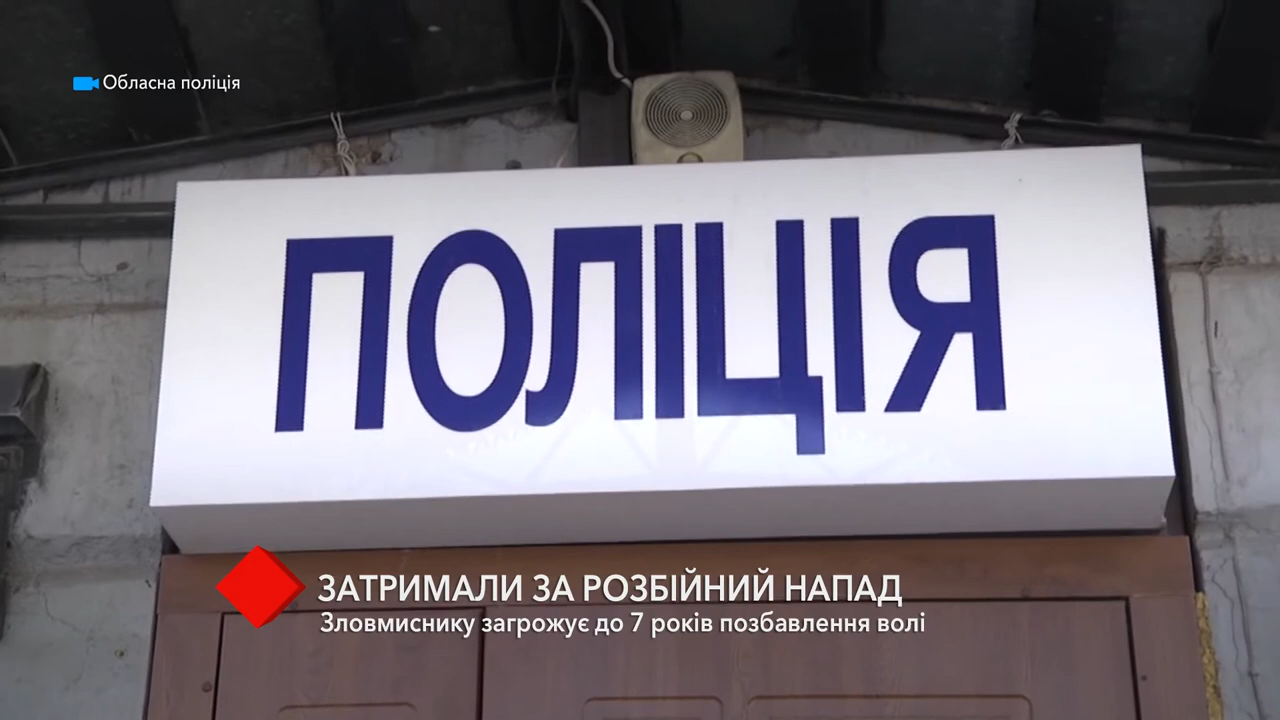 Обласна поліція
ПОЛІЦІЯ
ЗАТРИМАЛИ ЗА РОЗБІЙНИЙ НАПАД
Зловмиснику загрожує до 7 років позбавлення волі